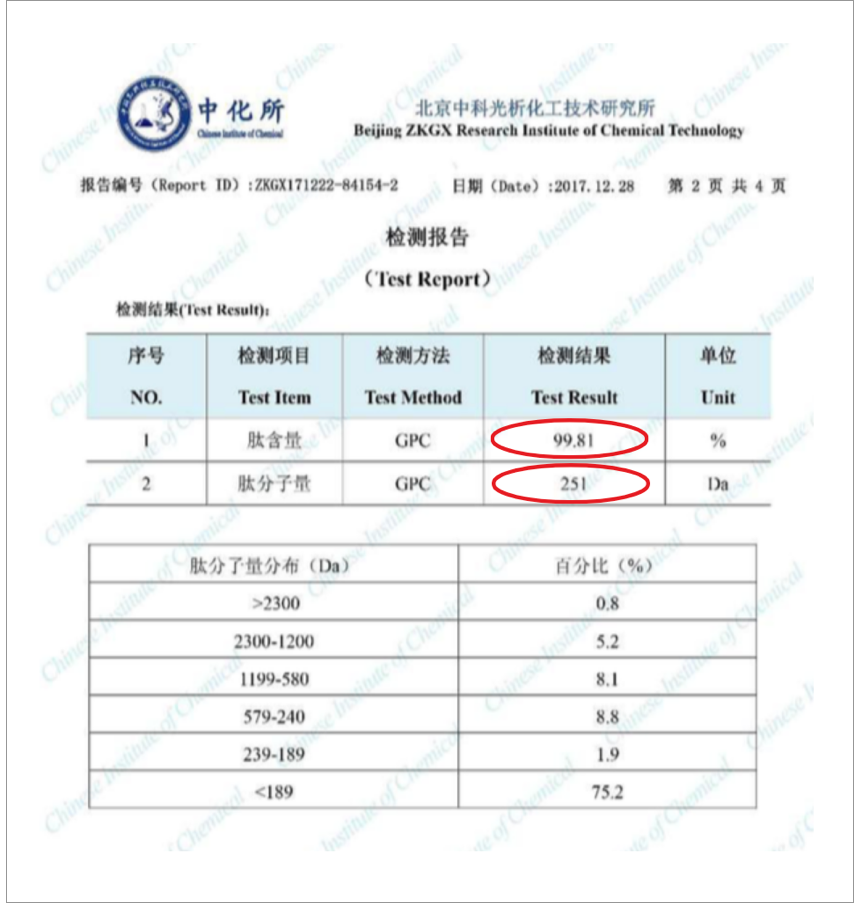 中化所
Chinese Institute of Chemical
北京中科光析化工技术研究所
Beijing ZKGX Research Institute of Chemical Technology
报告编号（Report ID）:ZKGX171222-84154-2 日期（Date）:2017.12.28 第 2 页 共 4 页
检测报告
（Test Report）
检测结果(Test Result):
序号 检测项目 检测方法 检测结果 单位
NO. Test Item Test Method Test Result Unit
1 肽含量 GPC 99.81 %
2 肽分子量 GPC 251 Da
肽分子量分布（Da） 百分比（%）
>2300 0.8
2300-1200 5.2
1199-580 8.1
579-240 8.8
239-189 1.9
<189 75.2